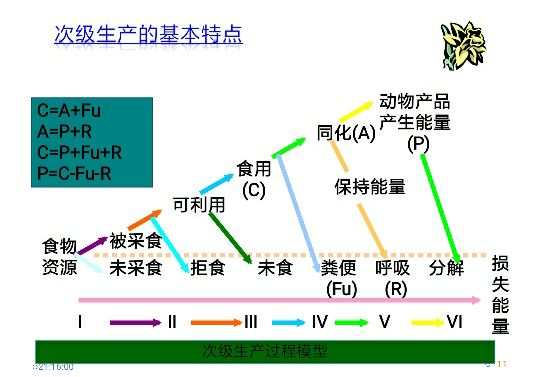 次级生产的基本特点
C=A+Fu
A=P+R
C=P+Fu+R
P=C-Fu-R
动物产品
产生能量
(P)
同化(A)
食用
(C)
保持能量
可利用
食物
资源
被采食
未采食
拒食
未食
粪便
(Fu)
呼吸
(R)
分解
损
失
能
量
I II III IV V VI
次级生产过程模型
21:16:00
11